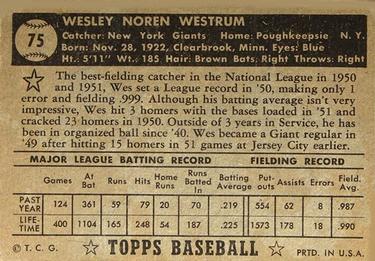 75 WESLEY NOREN WESTRUM
Catcher: New York Giants Home: Poughkeepsie N. Y.
Born: Nov. 28, 1922, Clearbrook, Minn. Eyes: Blue
Ht.: 5'11" Wt.: 185 Hair: Brown Bats: Right Throws: Right
The best-fielding catcher in the National League in 1950
and 1951, Wes set a League record in '50, making only 1
error and fielding .999. Although his batting average isn't very
impressive, Wes hit 3 homers with the bases loaded in '51 and
cracked 23 homers in 1950. Outside of 3 years in Service, he has
been in organized ball since '40. Wes became a Giant regular in
'49 after hitting 15 homers in 51 games at Jersey City earlier.
MAJOR LEAGUE BATTING RECORD FIELDING RECORD
Games At Bat Runs Hits Home Runs Runs Batted In Batting Average Put-outs Assists Errors Field. Av.
PAST YEAR 124 361 59 79 20 70 .219 554 62 8 .987
LIFE-TIME 400 1104 165 248 54 187 .225 1573 178 18 .990
© T. C. G. TOPPS BASEBALL PRTD. IN U.S.A.